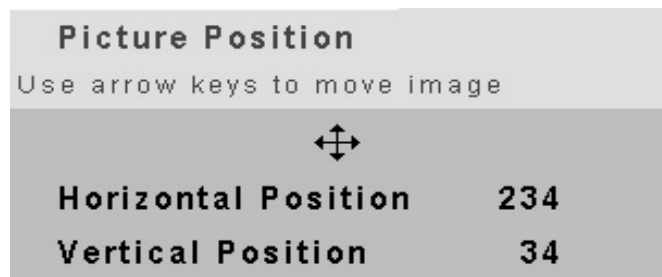 Picture Position
Use arrow keys to move image
Horizontal Position 234
Vertical Position 34